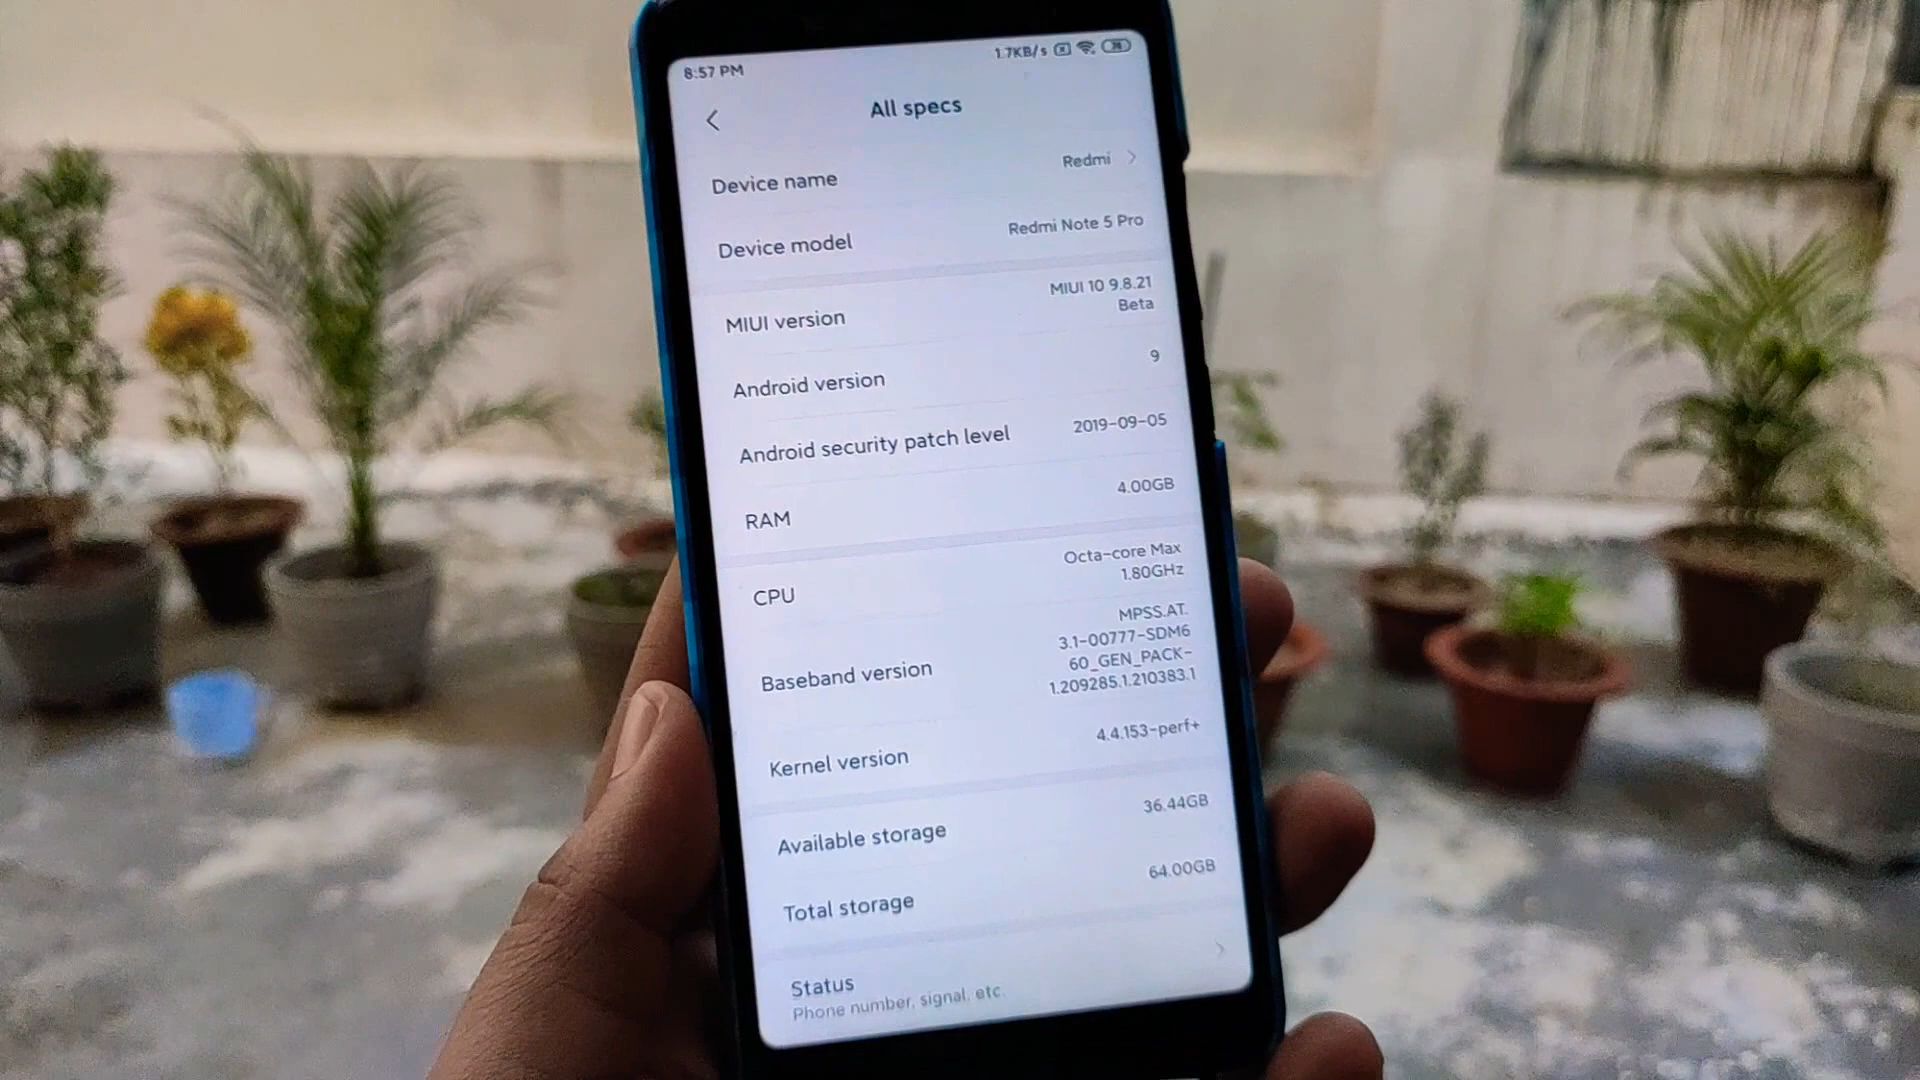 8:57 PM 1.7KB/s
All specs
Device name Redmi
Device model Redmi Note 5 Pro
MIUI version MIUI 10 9.8.21
Beta
Android version 9
Android security patch level 2019-09-05
RAM 4.00GB
CPU Octa-core Max
1.80GHz
Baseband version MPSS.AT.
3.1-00777-SDM6
60_GEN_PACK-
1.209285.1.210383.1
Kernel version 4.4.153-perf+
Available storage 36.44GB
Total storage 64.00GB
Status
Phone number, signal, etc.